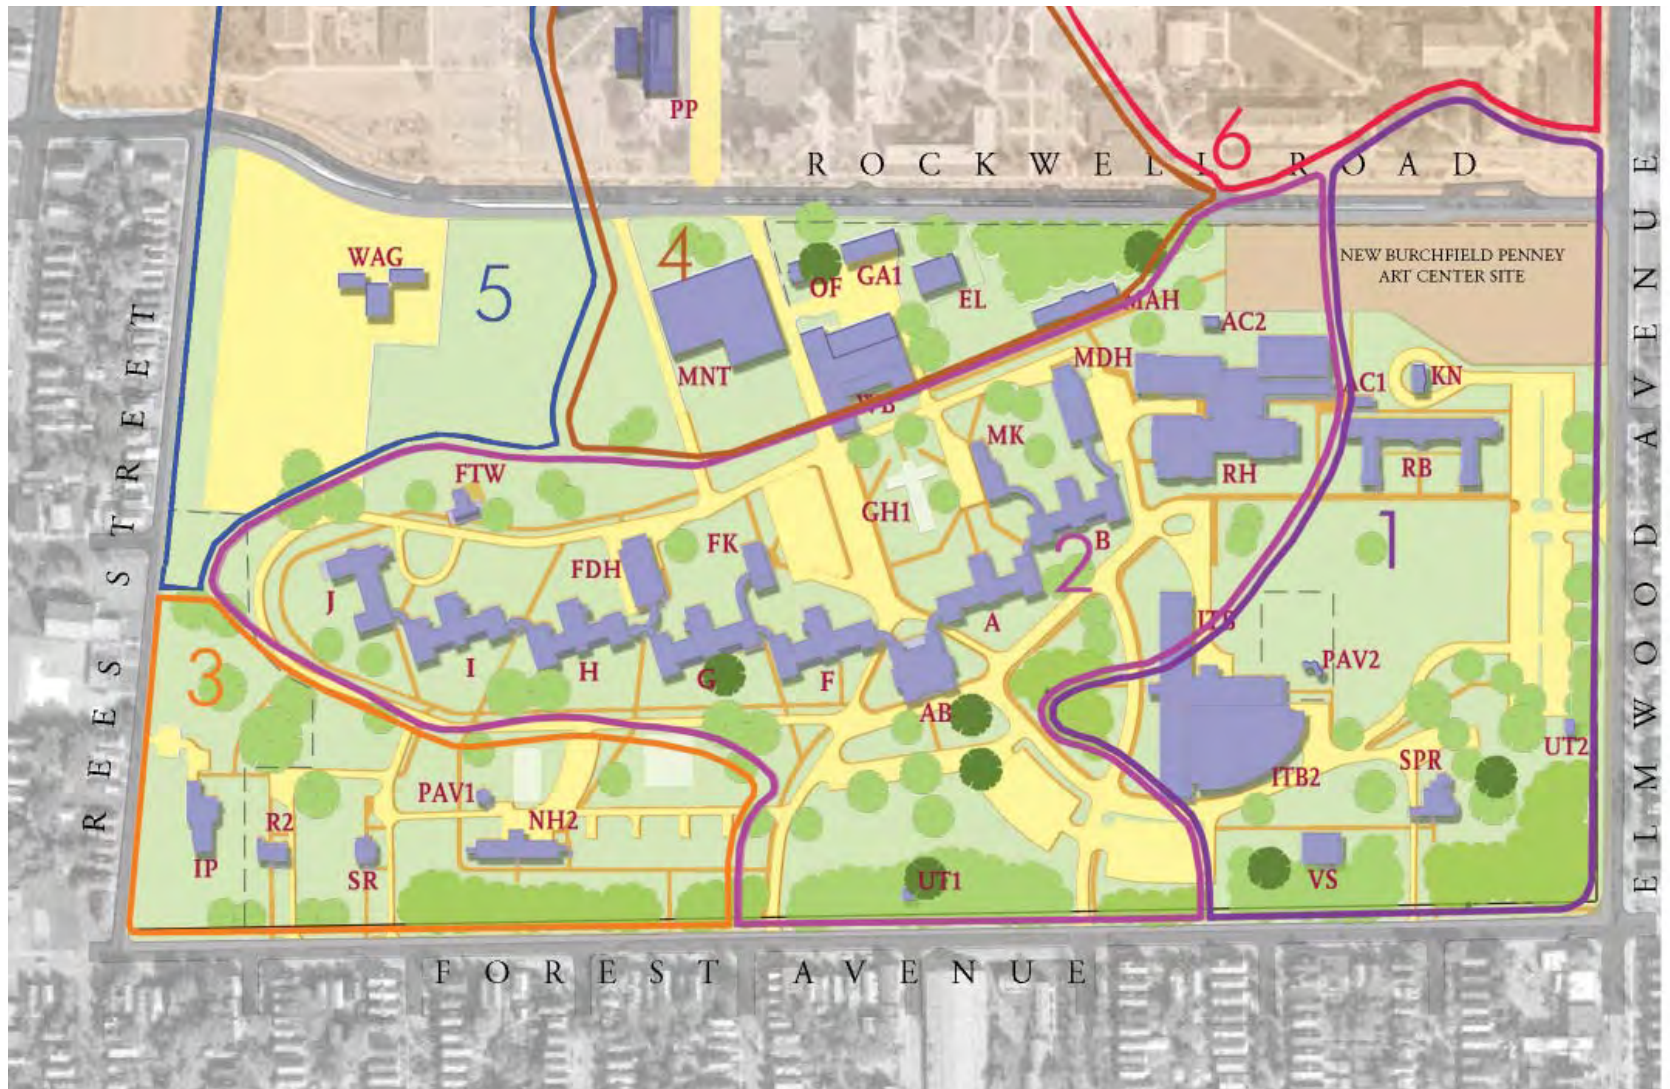 PP
6
ROCKWELL ROAD
NEW BURCHFIELD PENNEY
ART CENTER SITE
WAG
5
4
OF
GA1
EL
MAH
AC2
MNT
MDH
AC1
KN
WB
MK
RH
RB
FTW
GH1
B
1
2
FDH
FK
J
A
ITB
I
H
G
F
PAV2
3
AB
UT2
ITB2
SPR
PAV1
R2
NH2
IP
SR
UT1
VS
REES STREET
ELMWOOD AVENUE
FOREST AVENUE